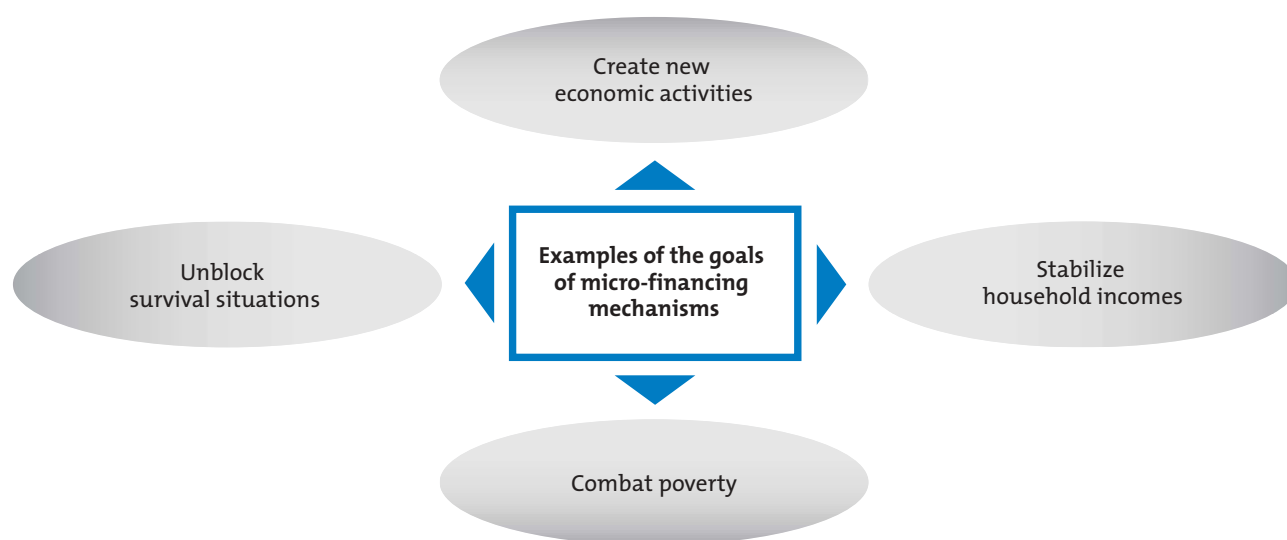 Create new
economic activities
Unblock
survival situations
Examples of the goals
of micro-financing
mechanisms
Stabilize
household incomes
Combat poverty